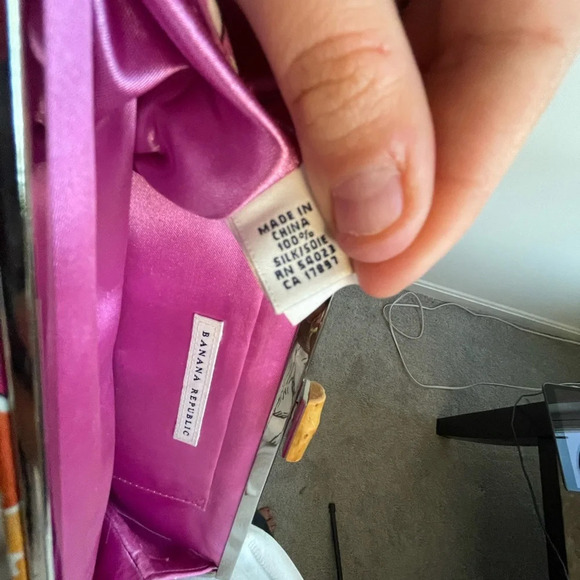 MADE IN
CHINA
100%
SILK/SOIE
RN 54023
CA 17897
BANANA REPUBLIC